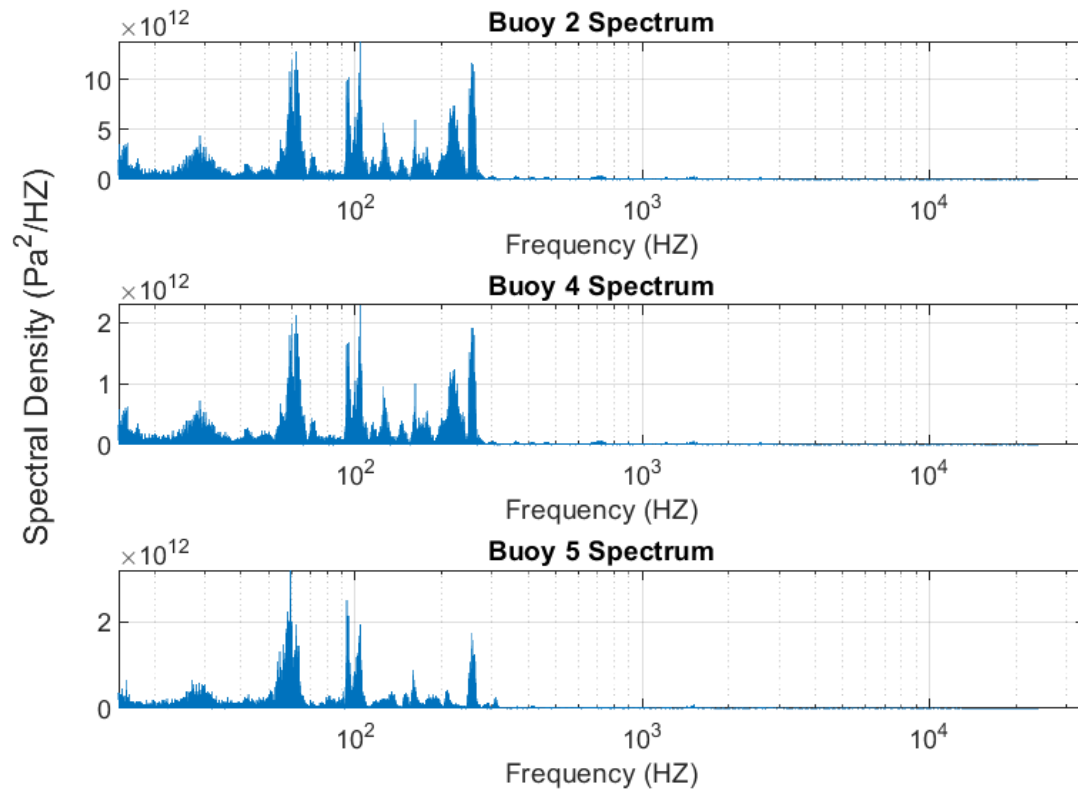 Spectral Density (Pa²/HZ)
×10¹²
Buoy 2 Spectrum
10
5
0
10² 10³ 10⁴
Frequency (HZ)
×10¹²
Buoy 4 Spectrum
2
1
0
10² 10³ 10⁴
Frequency (HZ)
×10¹²
Buoy 5 Spectrum
2
0
10² 10³ 10⁴
Frequency (HZ)